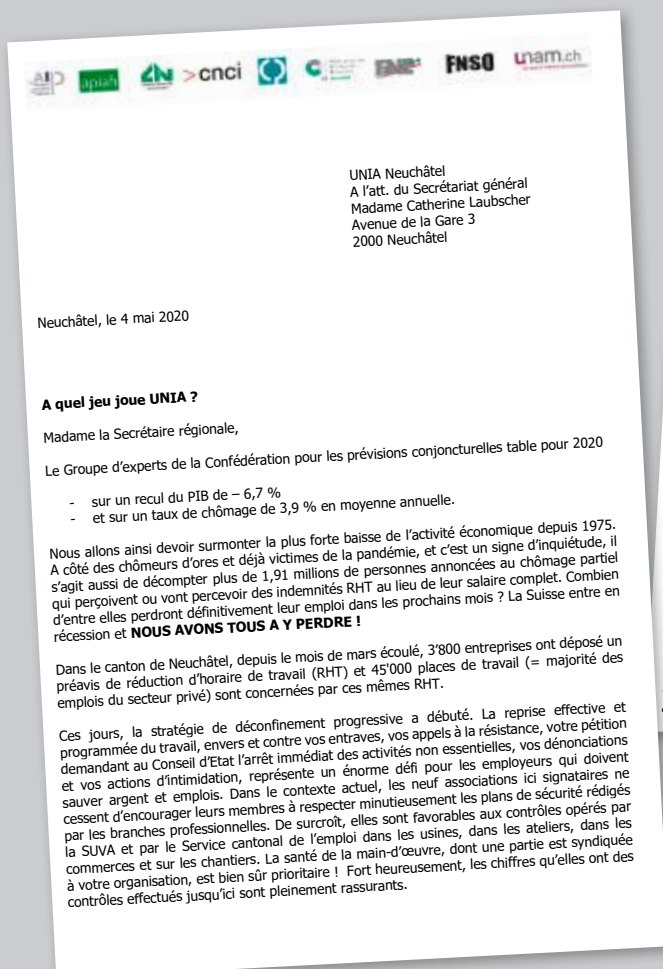 AIP apiah >cnci FNSO unam.ch
UNIA Neuchâtel
A l'att. du Secrétariat général
Madame Catherine Laubscher
Avenue de la Gare 3
2000 Neuchâtel
Neuchâtel, le 4 mai 2020
A quel jeu joue UNIA ?
Madame la Secrétaire régionale,
Le Groupe d'experts de la Confédération pour les prévisions conjoncturelles table pour 2020
- sur un recul du PIB de – 6,7 %
- et sur un taux de chômage de 3,9 % en moyenne annuelle.
Nous allons ainsi devoir surmonter la plus forte baisse de l'activité économique depuis 1975.
A côté des chômeurs d'ores et déjà victimes de la pandémie, et c'est un signe d'inquiétude, il
s'agit aussi de décompter plus de 1,91 millions de personnes annoncées au chômage partiel
qui perçoivent ou vont percevoir des indemnités RHT au lieu de leur salaire complet. Combien
d'entre elles perdront définitivement leur emploi dans les prochains mois ? La Suisse entre en
récession et NOUS AVONS TOUS A Y PERDRE !
Dans le canton de Neuchâtel, depuis le mois de mars écoulé, 3'800 entreprises ont déposé un
préavis de réduction d'horaire de travail (RHT) et 45'000 places de travail (= majorité des
emplois du secteur privé) sont concernées par ces mêmes RHT.
Ces jours, la stratégie de déconfinement progressive a débuté. La reprise effective et
programmée du travail, envers et contre vos entraves, vos appels à la résistance, votre pétition
demandant au Conseil d'Etat l'arrêt immédiat des activités non essentielles, vos dénonciations
et vos actions d'intimidation, représente un énorme défi pour les employeurs qui doivent
sauver argent et emplois. Dans le contexte actuel, les neuf associations ici signataires ne
cessent d'encourager leurs membres à respecter minutieusement les plans de sécurité rédigés
par les branches professionnelles. De surcroît, elles sont favorables aux contrôles opérés par
la SUVA et par le Service cantonal de l'emploi dans les usines, dans les ateliers, dans les
commerces et sur les chantiers. La santé de la main-d'œuvre, dont une partie est syndiquée
à votre organisation, est bien sûr prioritaire ! Fort heureusement, les chiffres qu'elles ont des
contrôles effectués jusqu'ici sont pleinement rassurants.